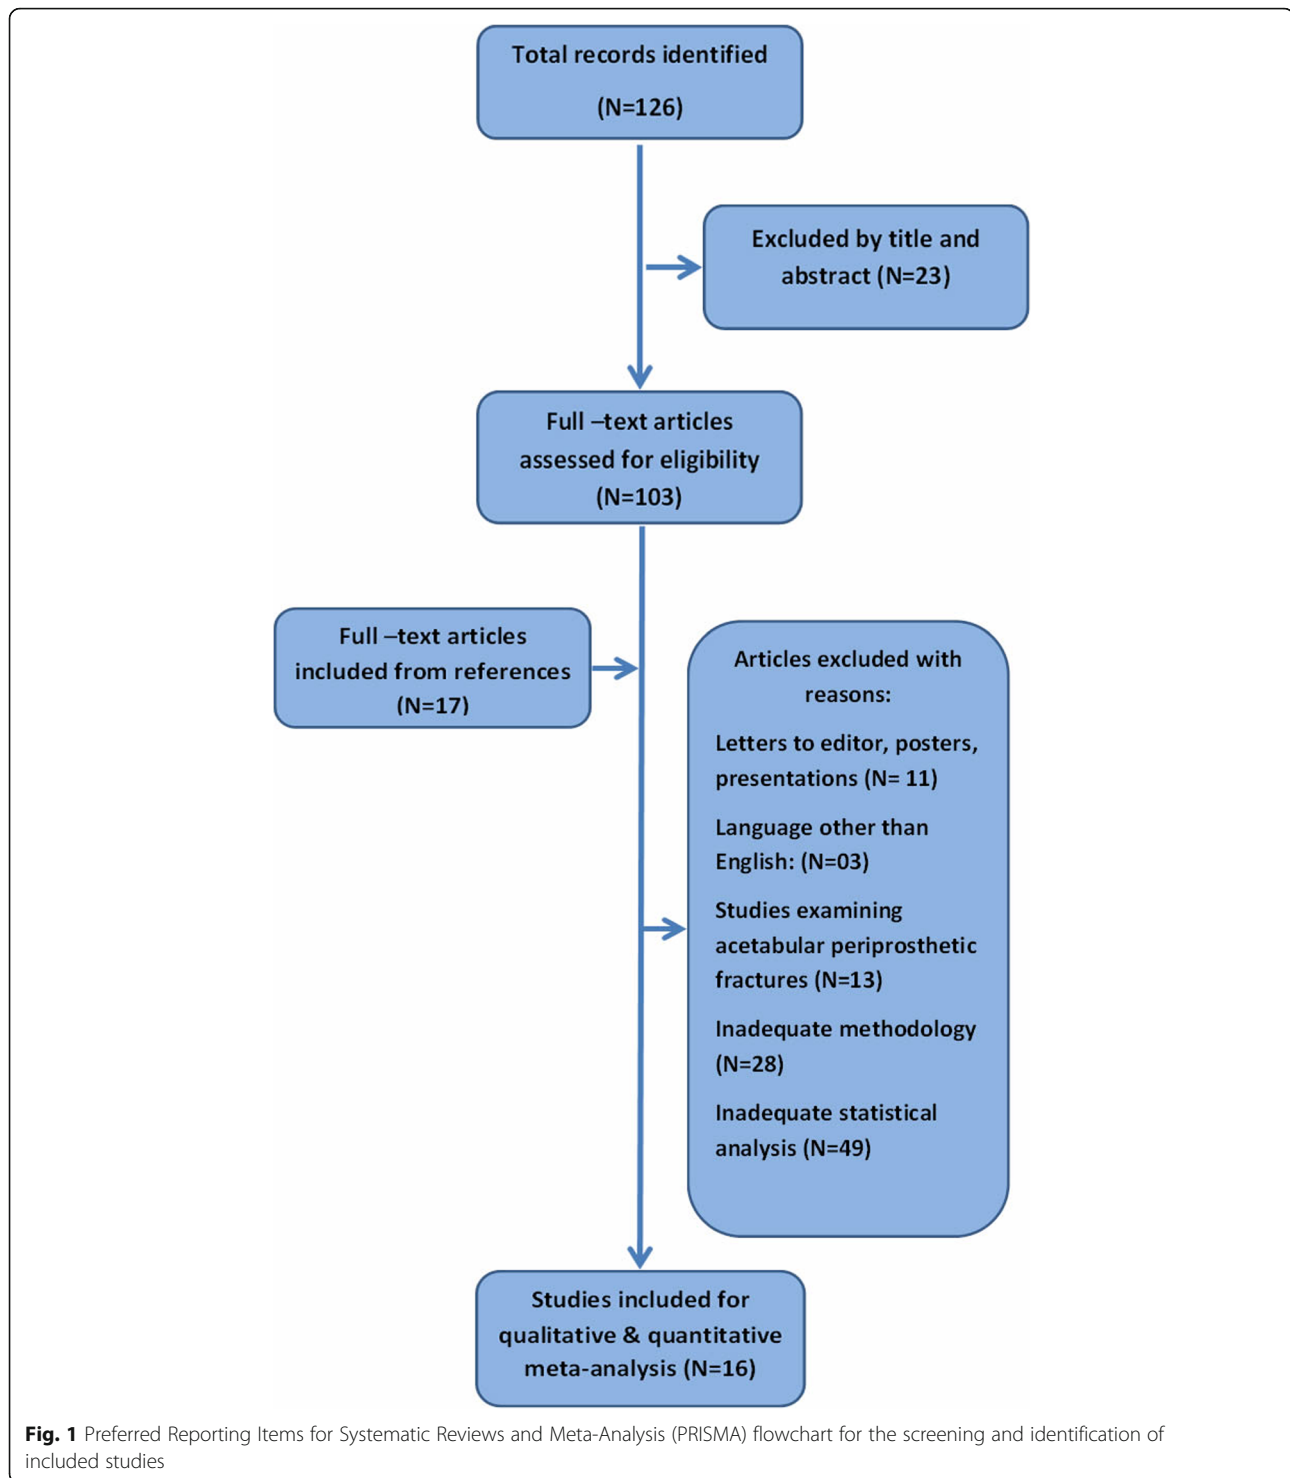 Total records identified
(N=126)
Excluded by title and
abstract (N=23)
Full –text articles
assessed for eligibility
(N=103)
Full –text articles
included from references
(N=17)
Articles excluded with
reasons:
Letters to editor, posters,
presentations (N= 11)
Language other than
English: (N=03)
Studies examining
acetabular periprosthetic
fractures (N=13)
Inadequate methodology
(N=28)
Inadequate statistical
analysis (N=49)
Studies included for
qualitative & quantitative
meta-analysis (N=16)
Fig. 1 Preferred Reporting Items for Systematic Reviews and Meta-Analysis (PRISMA) flowchart for the screening and identification of
included studies